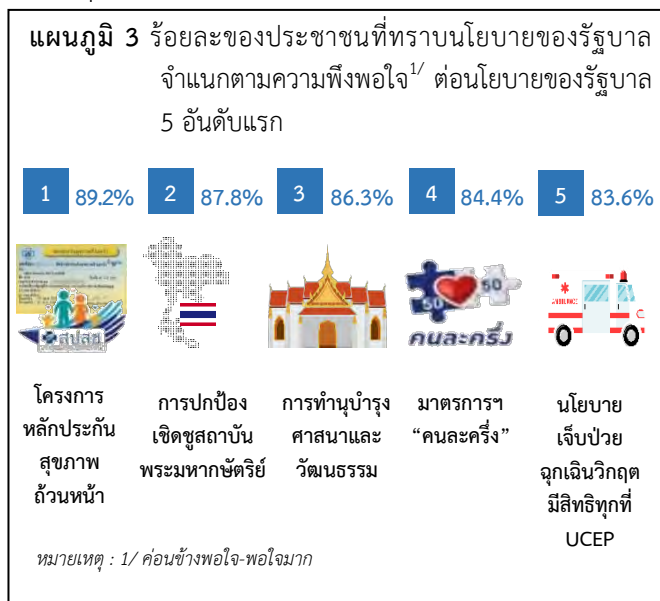 แผนภูมิ 3 ร้อยละของประชาชนที่ทราบนโยบายของรัฐบาล
จำแนกตามความพึงพอใจ1/ ต่อนโยบายของรัฐบาล
5 อันดับแรก
1 89.2% 2 87.8% 3 86.3% 4 84.4% 5 83.6%
สปสช
50 50
คนละครึ่ง
AMBULANCE
โครงการ
หลักประกัน
สุขภาพ
ถ้วนหน้า
การปกป้อง
เชิดชูสถาบัน
พระมหากษัตริย์
การทำนุบำรุง
ศาสนาและ
วัฒนธรรม
มาตรการฯ
“คนละครึ่ง”
นโยบาย
เจ็บป่วย
ฉุกเฉินวิกฤต
มีสิทธิทุกที่
UCEP
หมายเหตุ : 1/ ค่อนข้างพอใจ-พอใจมาก